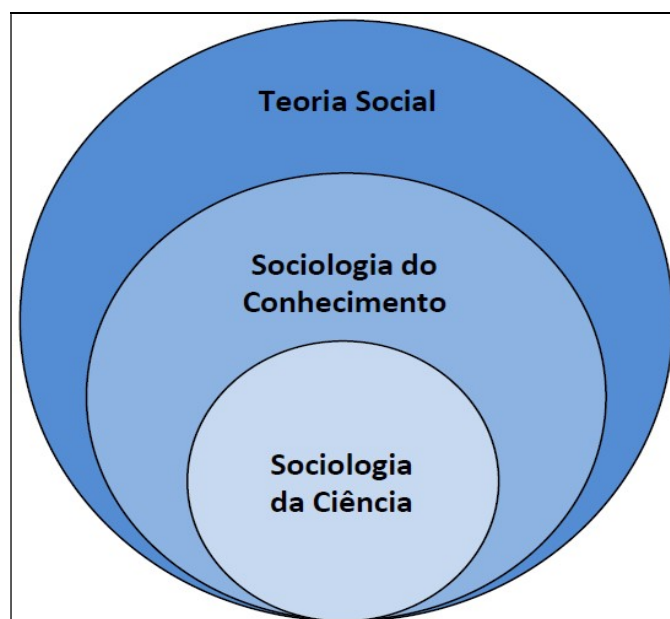 Teoria Social
Sociologia do
Conhecimento
Sociologia
da Ciência